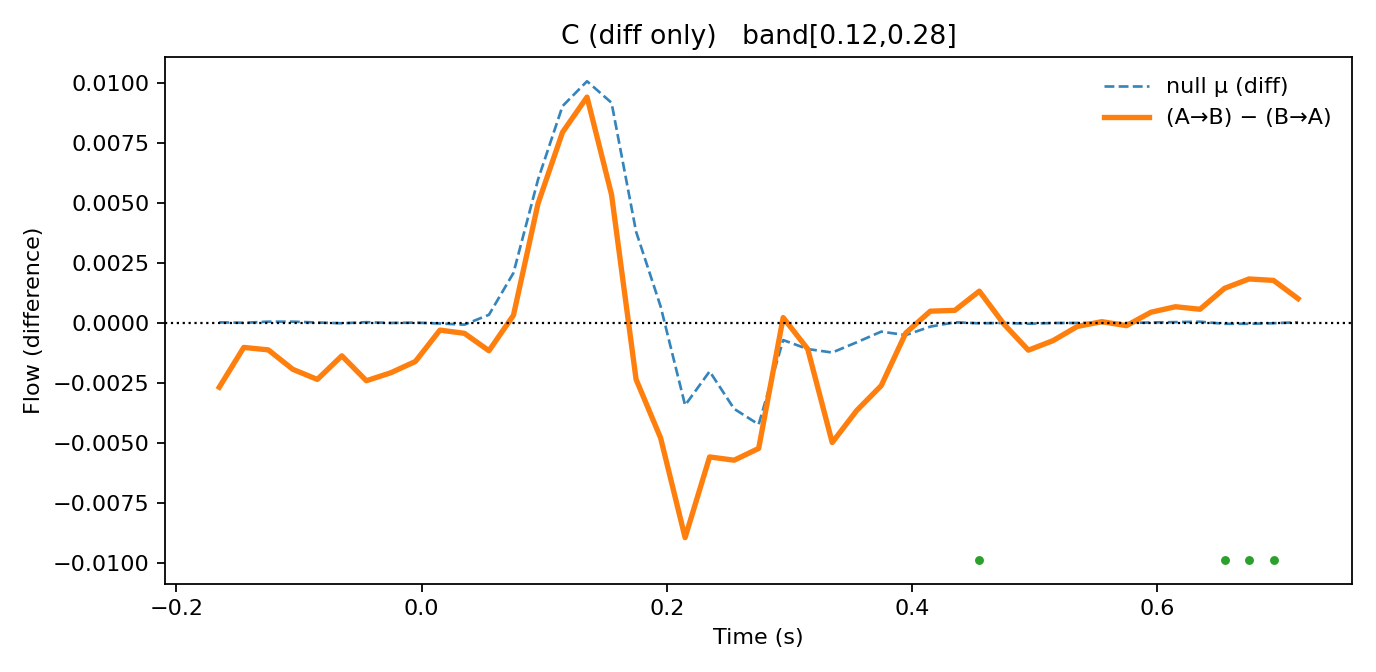 C (diff only)   band[0.12,0.28]
0.0100
0.0075
0.0050
0.0025
0.0000
−0.0025
−0.0050
−0.0075
−0.0100
Flow (difference)
null μ (diff)
(A→B) − (B→A)
−0.2
0.0
0.2
0.4
0.6
Time (s)